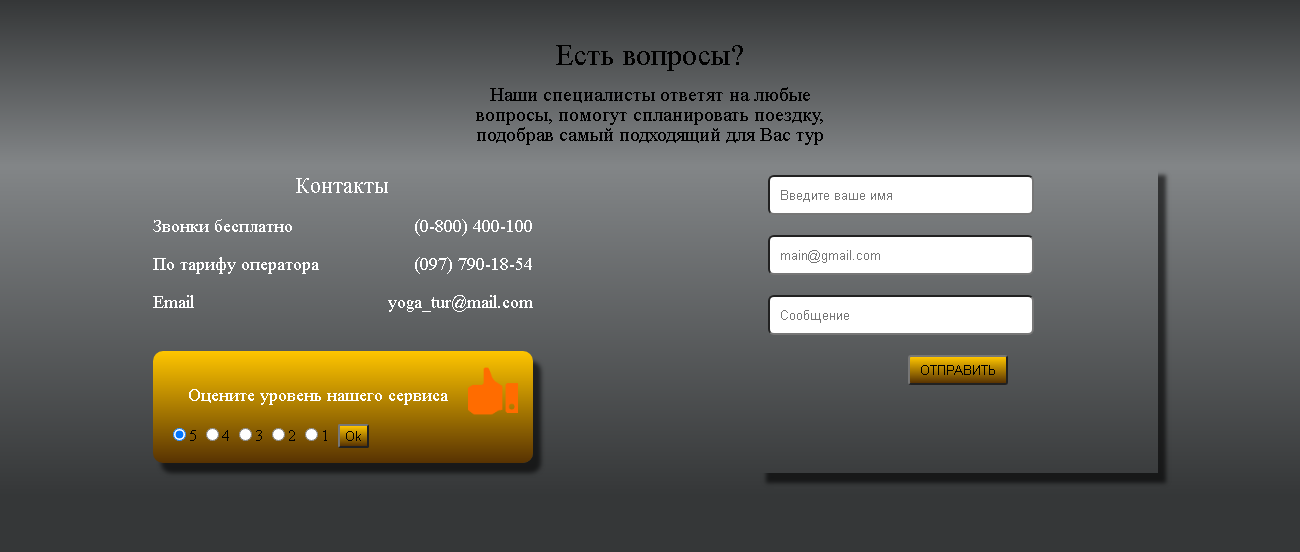 Есть вопросы?
Наши специалисты ответят на любые
вопросы, помогут спланировать поездку,
подобрав самый подходящий для Вас тур
Контакты
Звонки бесплатно (0-800) 400-100
По тарифу оператора (097) 790-18-54
Email yoga_tur@mail.com
Оцените уровень нашего сервиса
5 4 3 2 1 Ok
Введите ваше имя
main@gmail.com
Сообщение
ОТПРАВИТЬ